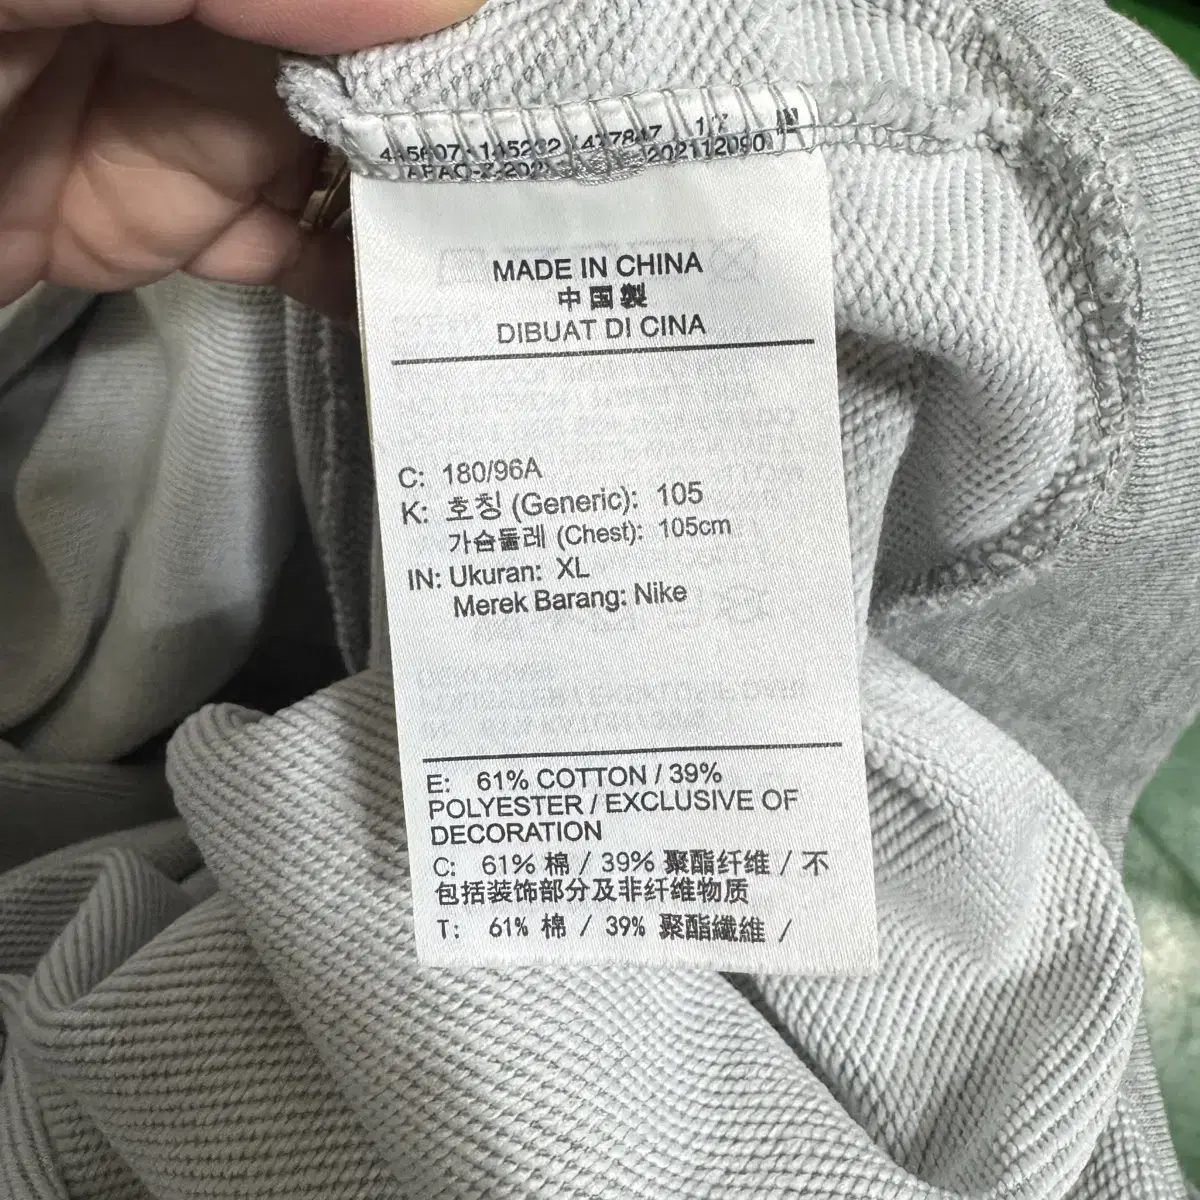 202112090
MADE IN CHINA
中国製
DIBUAT DI CINA
C: 180/96A
K: 호칭 (Generic): 105
가슴둘레 (Chest): 105cm
IN: Ukuran: XL
Merek Barang: Nike
E: 61% COTTON / 39%
POLYESTER / EXCLUSIVE OF
DECORATION
C: 61% 棉 / 39% 聚酯纤维 / 不
包括装饰部分及非纤维物质
T: 61% 棉 / 39% 聚酯纖維 /